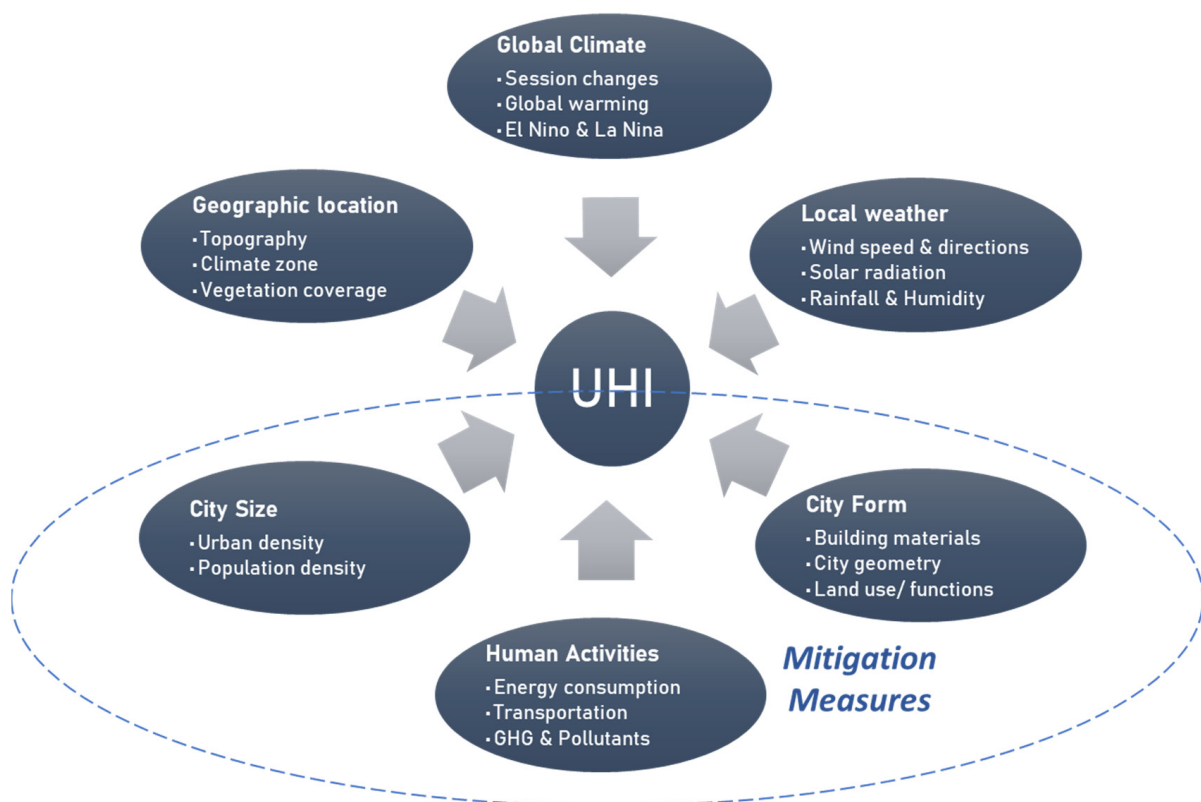 Global Climate
▪ Session changes
▪ Global warming
▪ El Nino & La Nina
Geographic location
▪ Topography
▪ Climate zone
▪ Vegetation coverage
Local weather
▪ Wind speed & directions
▪ Solar radiation
▪ Rainfall & Humidity
UHI
City Size
▪ Urban density
▪ Population density
City Form
▪ Building materials
▪ City geometry
▪ Land use/ functions
Human Activities
▪ Energy consumption
▪ Transportation
▪ GHG & Pollutants
Mitigation
Measures